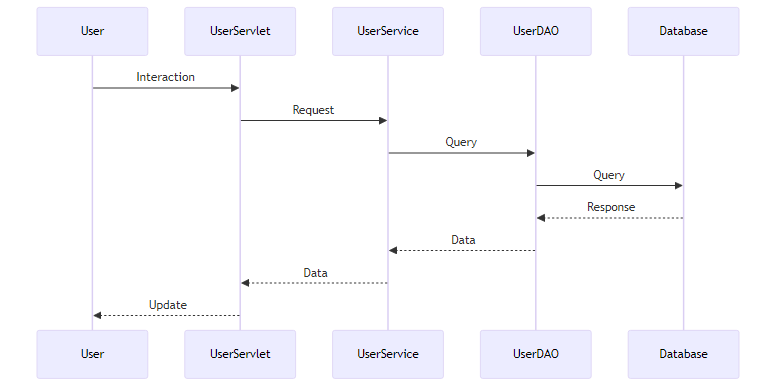 User UserServlet UserService UserDAO Database
Interaction
Request
Query
Query
Response
Data
Data
Update
User UserServlet UserService UserDAO Database